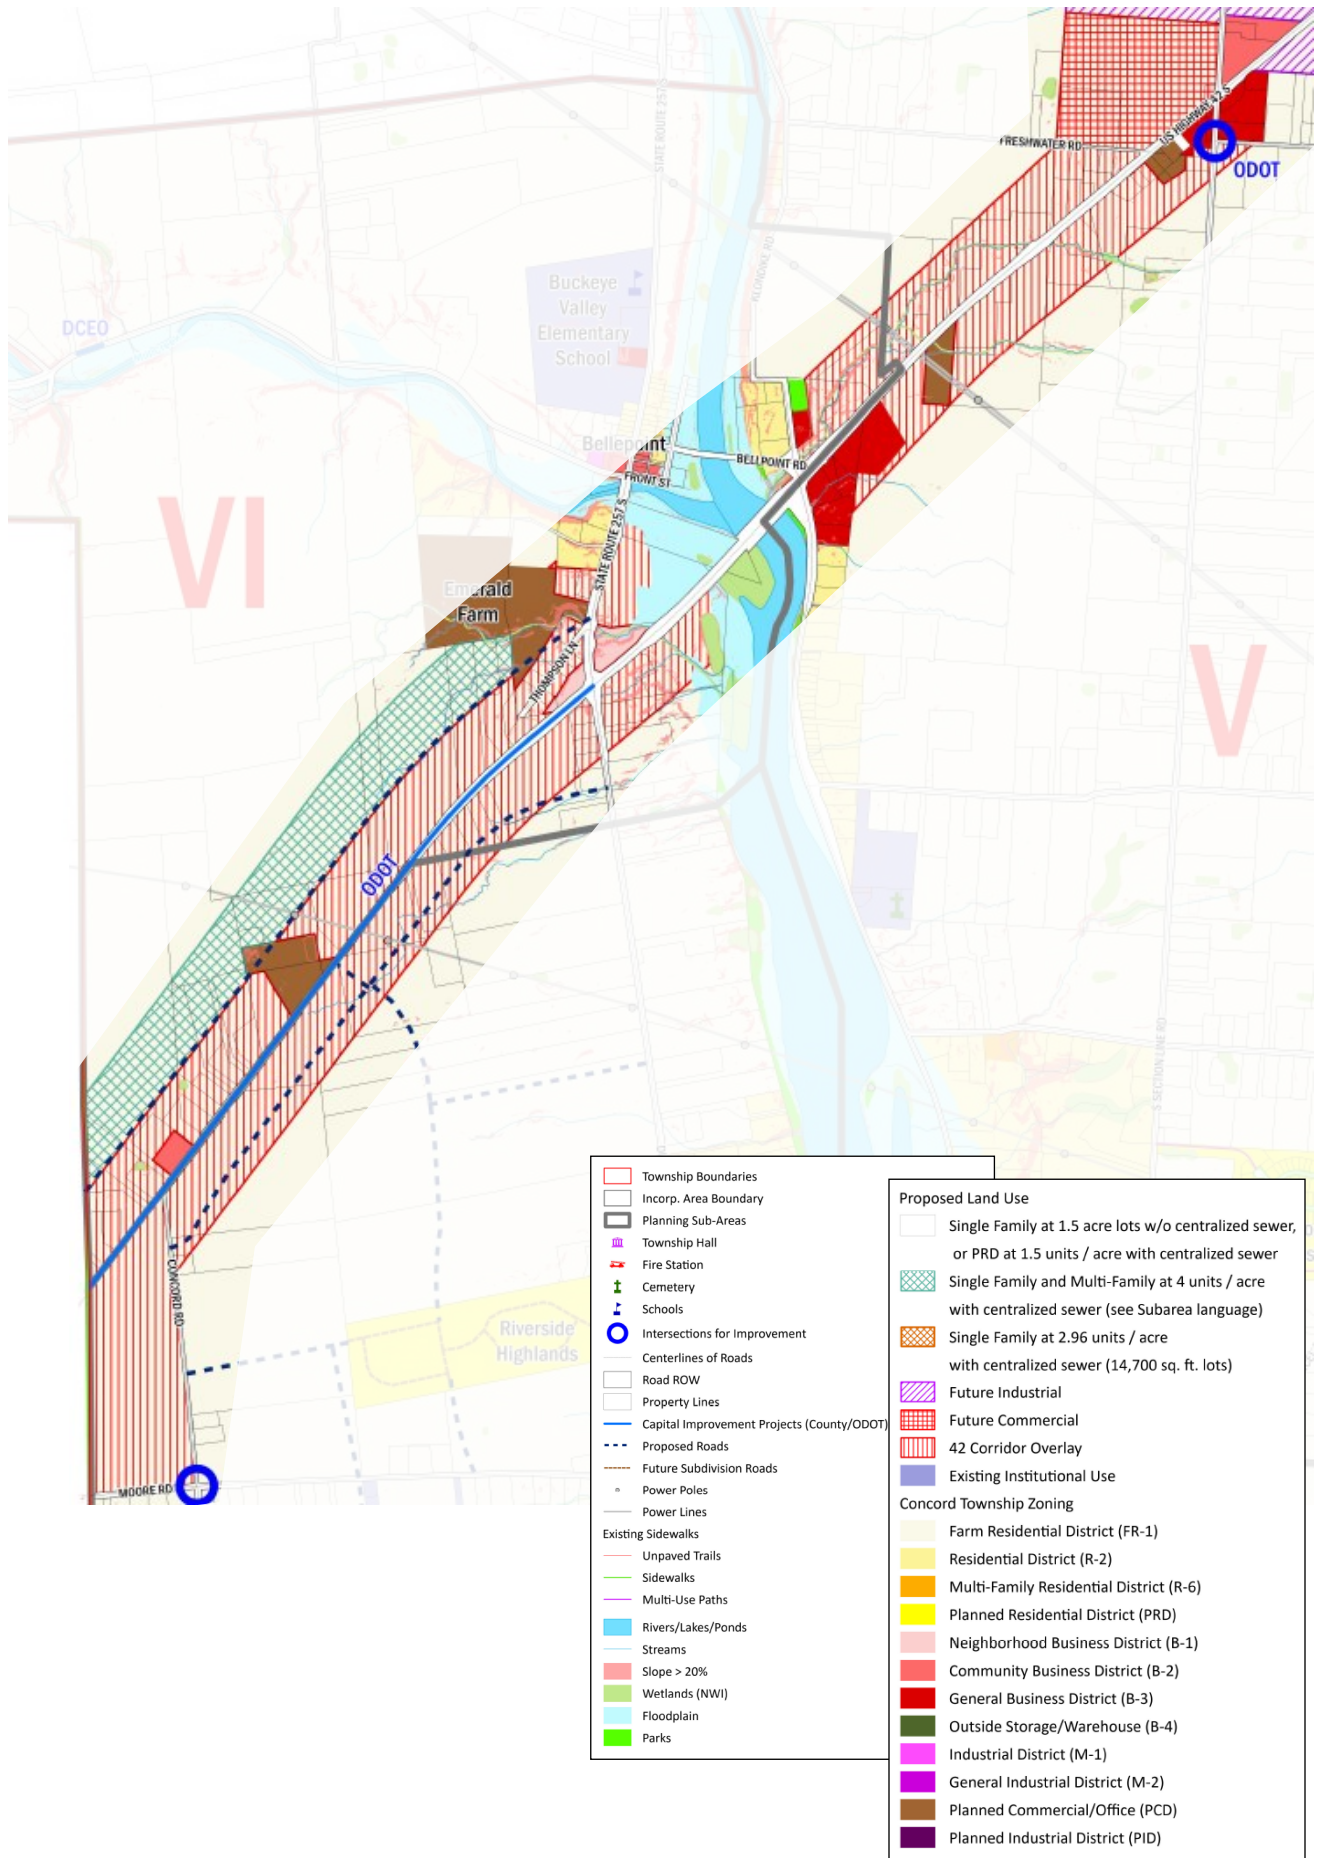 STATE ROUTE 257 S
US HIGHWAY 42 S
FRESHWATER RD
ODOT
KLONDIKE RD
Buckeye
Valley
Elementary
School
DCEO
Bellepoint
BELLPOINT RD
FRONT ST
STATE ROUTE 257 S
VI
Emerald
Farm
THOMPSON LN
V
ODOT
S SECTION LINE RD
CONCORD RD
Riverside
Highlands
MOORE RD
Township Boundaries
Incorp. Area Boundary
Planning Sub-Areas
Township Hall
Fire Station
Cemetery
Schools
Intersections for Improvement
Centerlines of Roads
Road ROW
Property Lines
Capital Improvement Projects (County/ODOT)
Proposed Roads
Future Subdivision Roads
Power Poles
Power Lines
Existing Sidewalks
Unpaved Trails
Sidewalks
Multi-Use Paths
Rivers/Lakes/Ponds
Streams
Slope > 20%
Wetlands (NWI)
Floodplain
Parks
Proposed Land Use
Single Family at 1.5 acre lots w/o centralized sewer,
or PRD at 1.5 units / acre with centralized sewer
Single Family and Multi-Family at 4 units / acre
with centralized sewer (see Subarea language)
Single Family at 2.96 units / acre
with centralized sewer (14,700 sq. ft. lots)
Future Industrial
Future Commercial
42 Corridor Overlay
Existing Institutional Use
Concord Township Zoning
Farm Residential District (FR-1)
Residential District (R-2)
Multi-Family Residential District (R-6)
Planned Residential District (PRD)
Neighborhood Business District (B-1)
Community Business District (B-2)
General Business District (B-3)
Outside Storage/Warehouse (B-4)
Industrial District (M-1)
General Industrial District (M-2)
Planned Commercial/Office (PCD)
Planned Industrial District (PID)